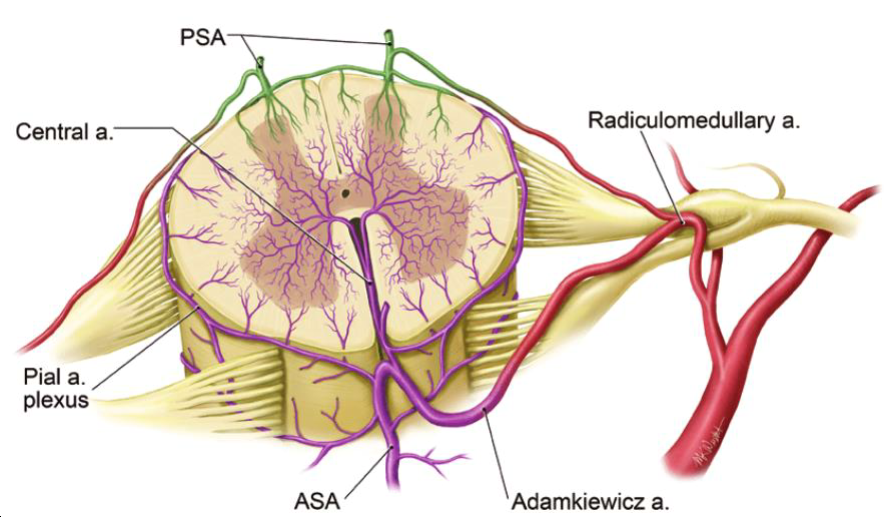 PSA
Radiculomedullary a.
Central a.
Pial a.
plexus
ASA
Adamkiewicz a.